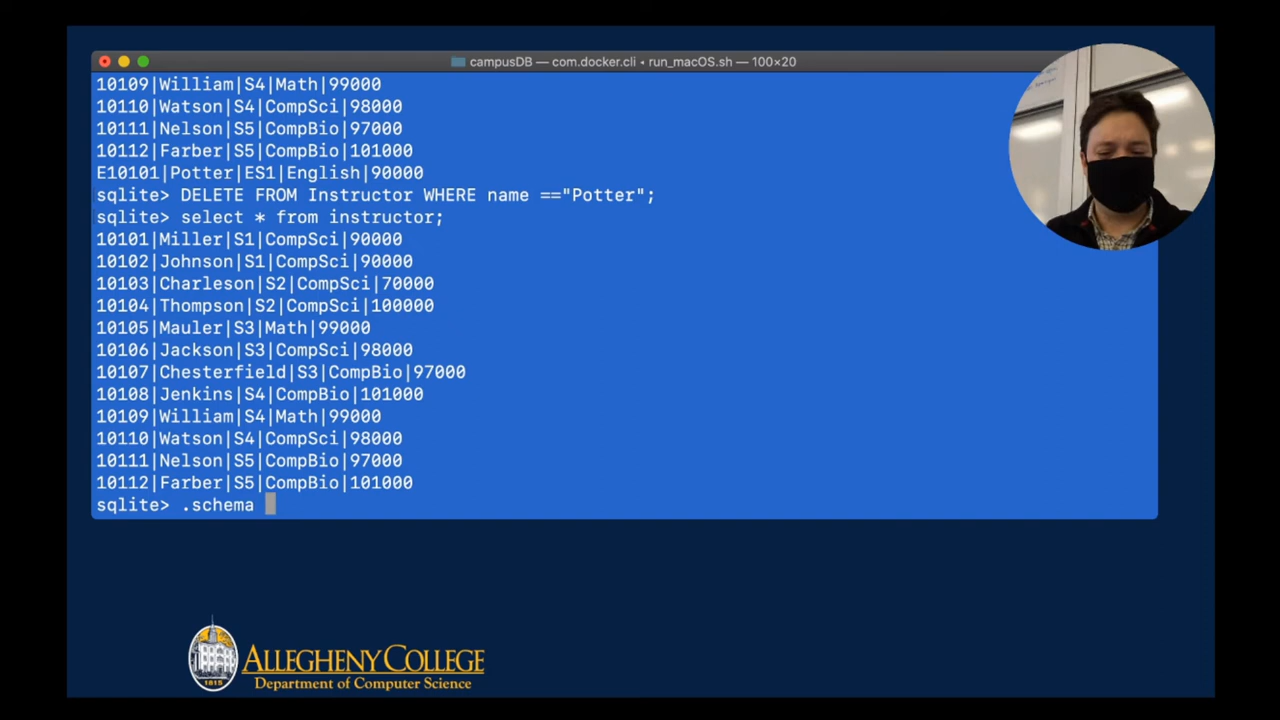 campusDB — com.docker.cli • run_macOS.sh — 100×20
10109|William|S4|Math|99000
10110|Watson|S4|CompSci|98000
10111|Nelson|S5|CompBio|97000
10112|Farber|S5|CompBio|101000
E10101|Potter|ES1|English|90000
sqlite> DELETE FROM Instructor WHERE name =="Potter";
sqlite> select * from instructor;
10101|Miller|S1|CompSci|90000
10102|Johnson|S1|CompSci|90000
10103|Charleson|S2|CompSci|70000
10104|Thompson|S2|CompSci|100000
10105|Mauler|S3|Math|99000
10106|Jackson|S3|CompSci|98000
10107|Chesterfield|S3|CompBio|97000
10108|Jenkins|S4|CompBio|101000
10109|William|S4|Math|99000
10110|Watson|S4|CompSci|98000
10111|Nelson|S5|CompBio|97000
10112|Farber|S5|CompBio|101000
sqlite> .schema
1815
ALLEGHENY COLLEGE
Department of Computer Science